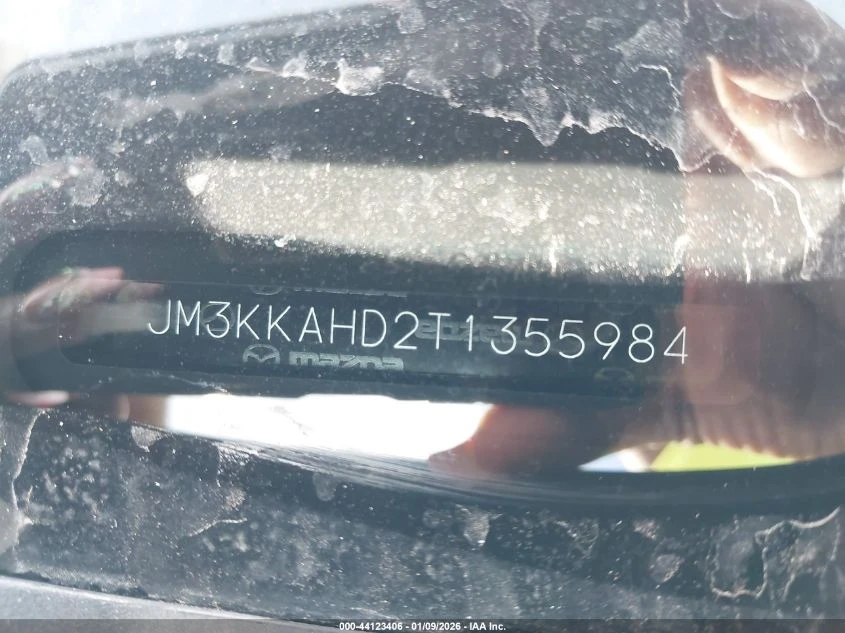 JM3KKAHD2T1355984
mazda
000-44123406 - 01/09/2026 - IAA Inc.